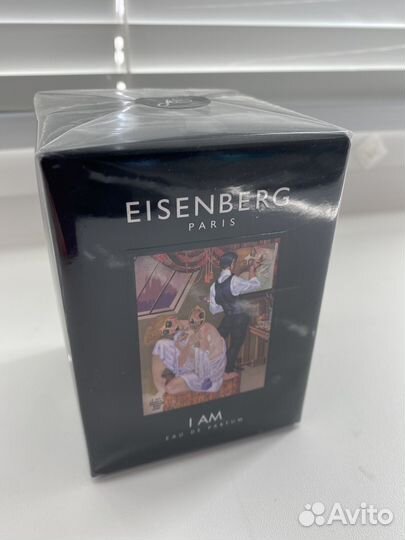 EISENBERG
PARIS
I AM
EAU DE PARFUM
Avito